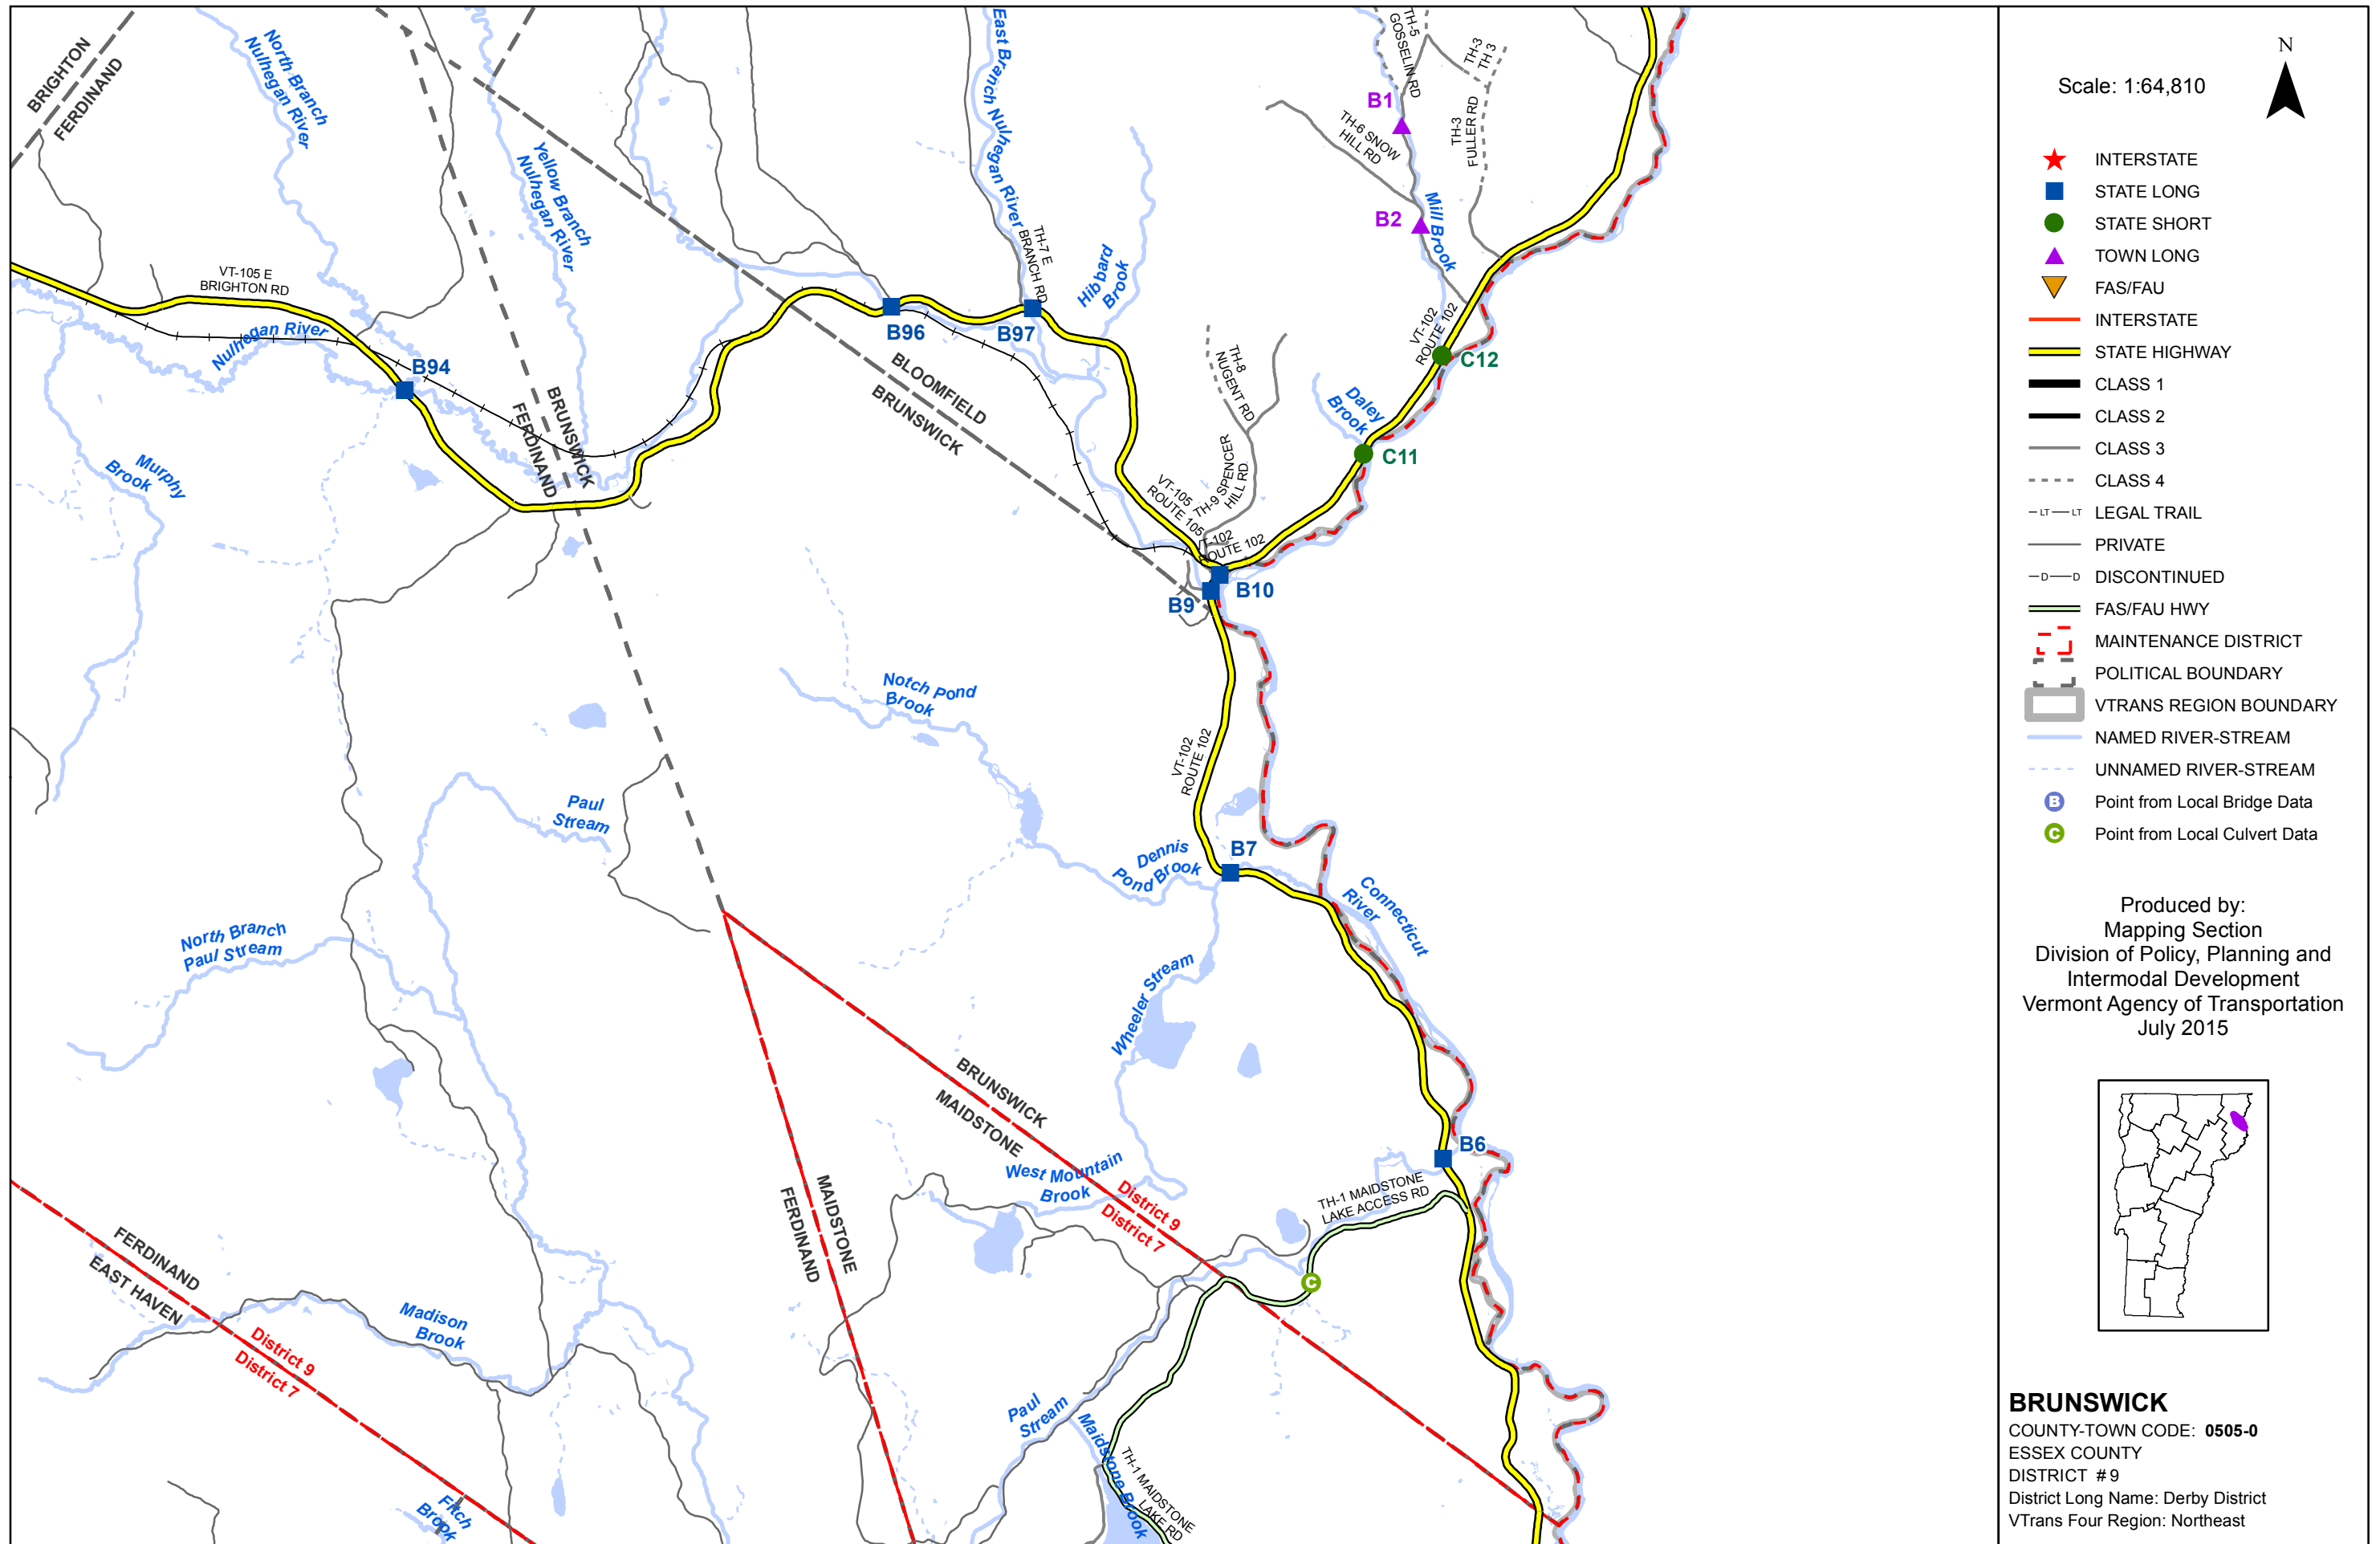 BRIGHTON
FERDINAND
North Branch
Nulhegan River
Yellow Branch
Nulhegan River
East Branch Nulhegan River
TH-5
GOSSELIN RD
TH-3
TH 3
B1
TH-3
FULLER RD
TH-6 SNOW
HILL RD
B2
Mill Brook
TH-7 E
BRANCH RD
Hibbard
Brook
VT-105 E
BRIGHTON RD
Nulhegan River
B94
B96
B97
BLOOMFIELD
BRUNSWICK
BRUNSWICK
FERDINAND
VT-102
ROUTE 102
C12
TH-8
NUGENT RD
Daley
Brook
C11
Murphy
Brook
TH-9 SPENCER
HILL RD
VT-105
ROUTE 105
VT-102
ROUTE 102
B10
B9
Notch Pond
Brook
VT-102
ROUTE 102
Paul
Stream
Dennis
Pond Brook
B7
Connecticut
River
North Branch
Paul Stream
Wheeler Stream
BRUNSWICK
MAIDSTONE
B6
West Mountain
Brook
District 9
District 7
TH-1 MAIDSTONE
LAKE ACCESS RD
MAIDSTONE
FERDINAND
C
FERDINAND
EAST HAVEN
District 9
District 7
Madison
Brook
Paul
Stream
Maidstone Brook
TH-1 MAIDSTONE
LAKE RD
Fitch
Brook
N
Scale: 1:64,810
INTERSTATE
STATE LONG
STATE SHORT
TOWN LONG
FAS/FAU
INTERSTATE
STATE HIGHWAY
CLASS 1
CLASS 2
CLASS 3
CLASS 4
LT LT LEGAL TRAIL
PRIVATE
D D DISCONTINUED
FAS/FAU HWY
MAINTENANCE DISTRICT
POLITICAL BOUNDARY
VTRANS REGION BOUNDARY
NAMED RIVER-STREAM
UNNAMED RIVER-STREAM
B Point from Local Bridge Data
C Point from Local Culvert Data
Produced by:
Mapping Section
Division of Policy, Planning and
Intermodal Development
Vermont Agency of Transportation
July 2015
BRUNSWICK
COUNTY-TOWN CODE: 0505-0
ESSEX COUNTY
DISTRICT # 9
District Long Name: Derby District
VTrans Four Region: Northeast